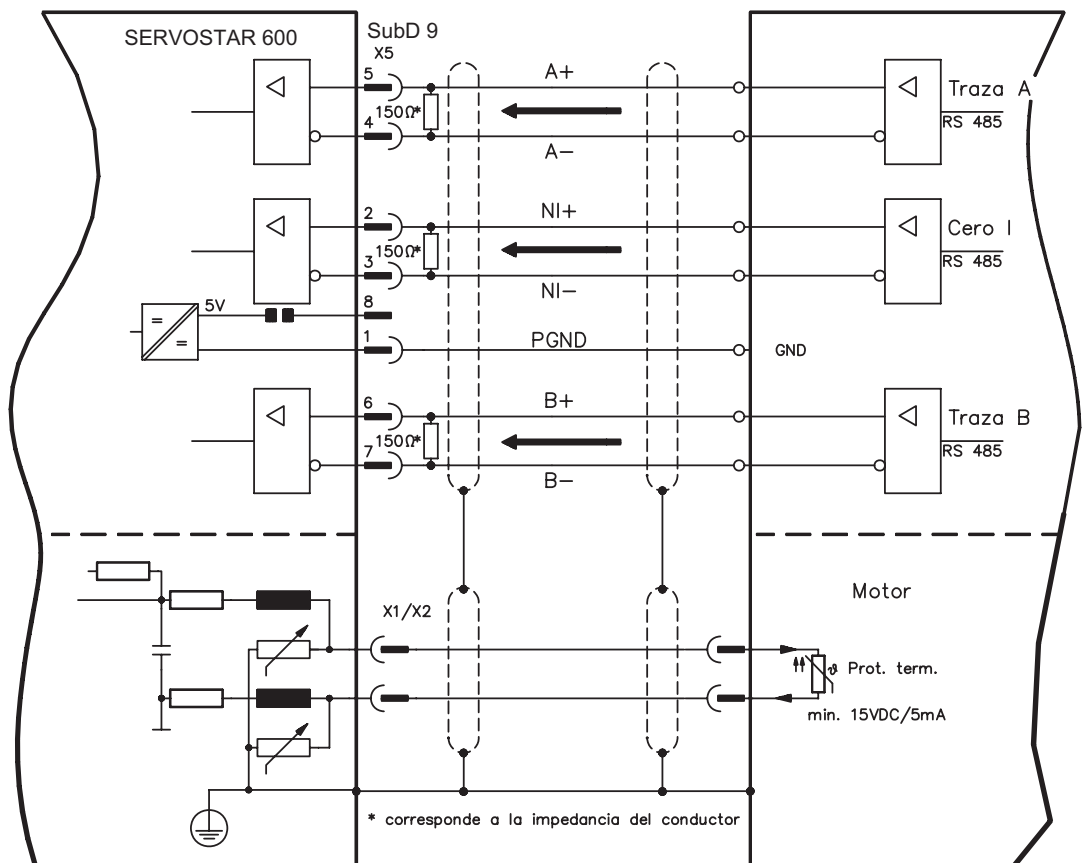 SERVOSTAR 600
SubD 9
X5
5
A+
Traza A
150Ω*
RS 485
4
A−
2
NI+
Cero I
150Ω*
RS 485
3
NI−
5V
8
1
PGND
GND
6
B+
Traza B
150Ω*
RS 485
7
B−
Motor
X1/X2
ϑ Prot. term.
min. 15VDC/5mA
* corresponde a la impedancia del conductor